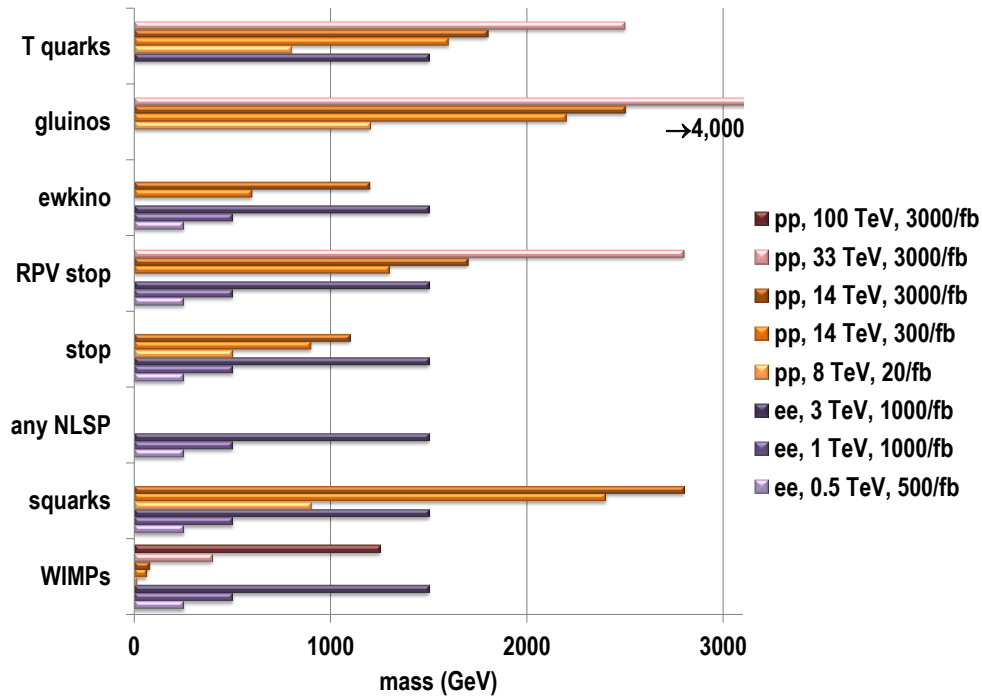 T quarks
gluinos
→4,000
ewkino
RPV stop
stop
any NLSP
squarks
WIMPs
0 1000 2000 3000
mass (GeV)
pp, 100 TeV, 3000/fb
pp, 33 TeV, 3000/fb
pp, 14 TeV, 3000/fb
pp, 14 TeV, 300/fb
pp, 8 TeV, 20/fb
ee, 3 TeV, 1000/fb
ee, 1 TeV, 1000/fb
ee, 0.5 TeV, 500/fb